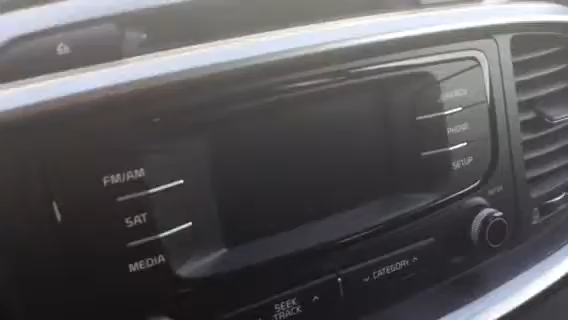 FM/AM
SAT
MEDIA
PHONE
SETUP
SEEK
TRACK
CATEGORY